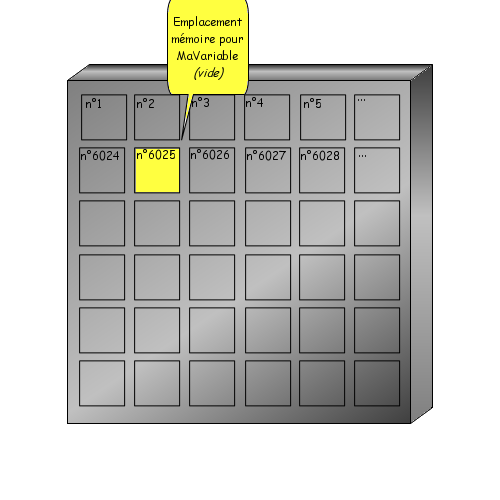 Emplacement
mémoire pour
MaVariable
(vide)
n°1 n°2 n°3 n°4 n°5 ...
n°6024 n°6025 n°6026 n°6027 n°6028 ...